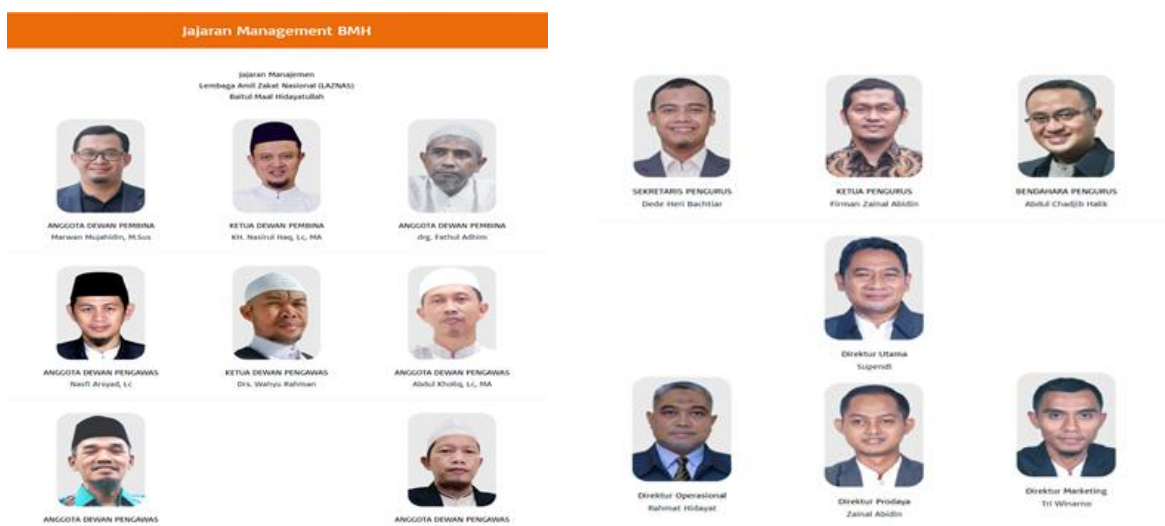 Jajaran Management BMH
Jajaran Manajemen
Lembaga Amil Zakat Nasional (LAZNAS)
Baitul Maal Hidayatullah
ANGGOTA DEWAN PEMBINA
Marwan Mujahidin, M.Sus
KETUA DEWAN PEMBINA
KH. Nasirul Haq, Lc, MA
ANGGOTA DEWAN PEMBINA
drg. Fathul Adhim
ANGGOTA DEWAN PENGAWAS
Nasfi Arsyad, Lc
KETUA DEWAN PENGAWAS
Drs. Wahyu Rahman
ANGGOTA DEWAN PENGAWAS
Abdul Kholiq, Lc, MA
ANGGOTA DEWAN PENGAWAS
ANGGOTA DEWAN PENGAWAS
SEKRETARIS PENGURUS
Dede Heri Bachtiar
KETUA PENGURUS
Firman Zainal Abidin
BENDAHARA PENGURUS
Abdul Chadjib Halik
Direktur Utama
Supendi
Direktur Operasional
Rahmat Hidayat
Direktur Prodaya
Zainal Abidin
Direktur Marketing
Tri Winarno